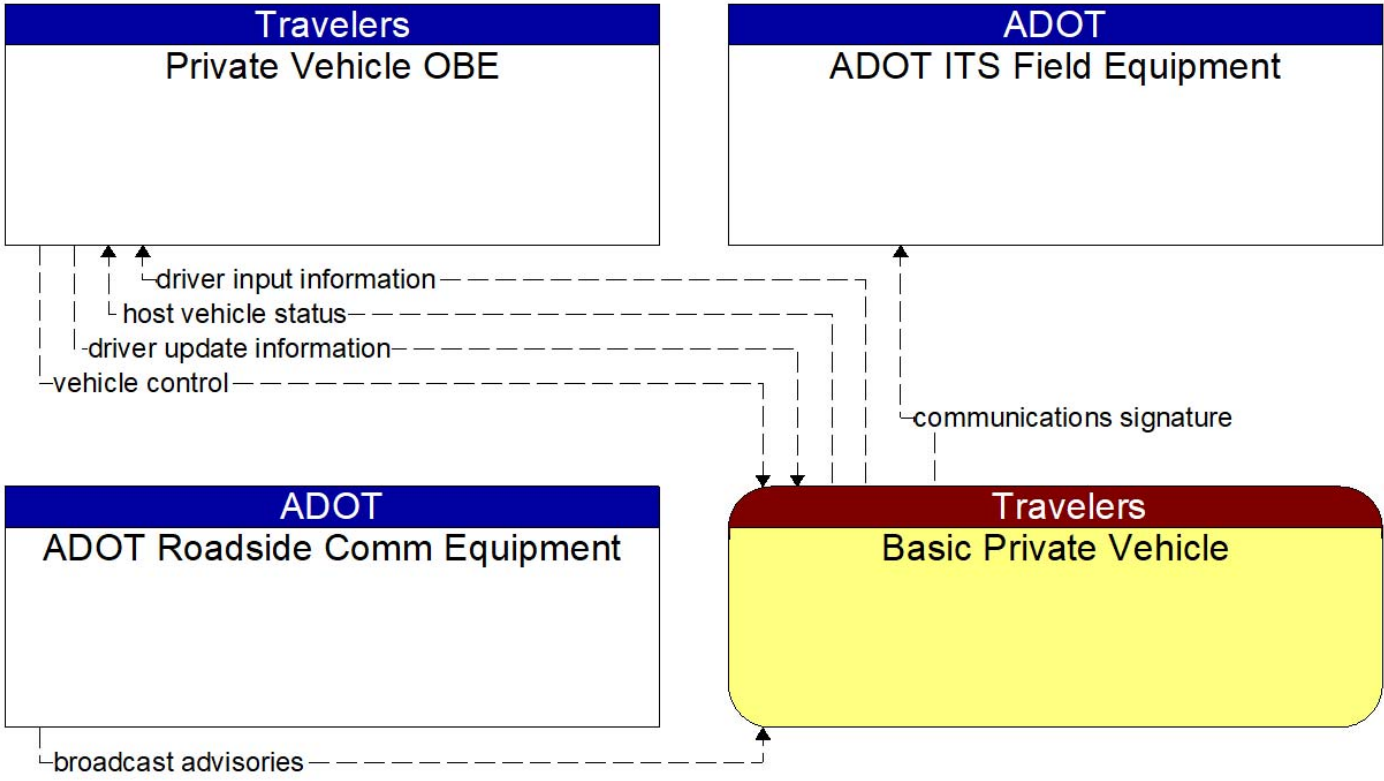 Travelers
Private Vehicle OBE
ADOT
ADOT ITS Field Equipment
driver input information
host vehicle status
driver update information
vehicle control
communications signature
ADOT
ADOT Roadside Comm Equipment
Travelers
Basic Private Vehicle
broadcast advisories